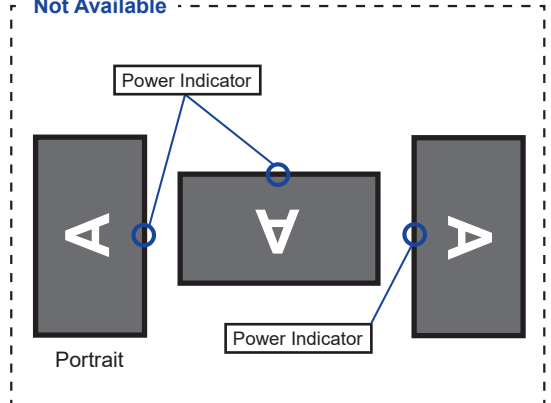 Not Available
Power Indicator
A
A
A
Power Indicator
Portrait